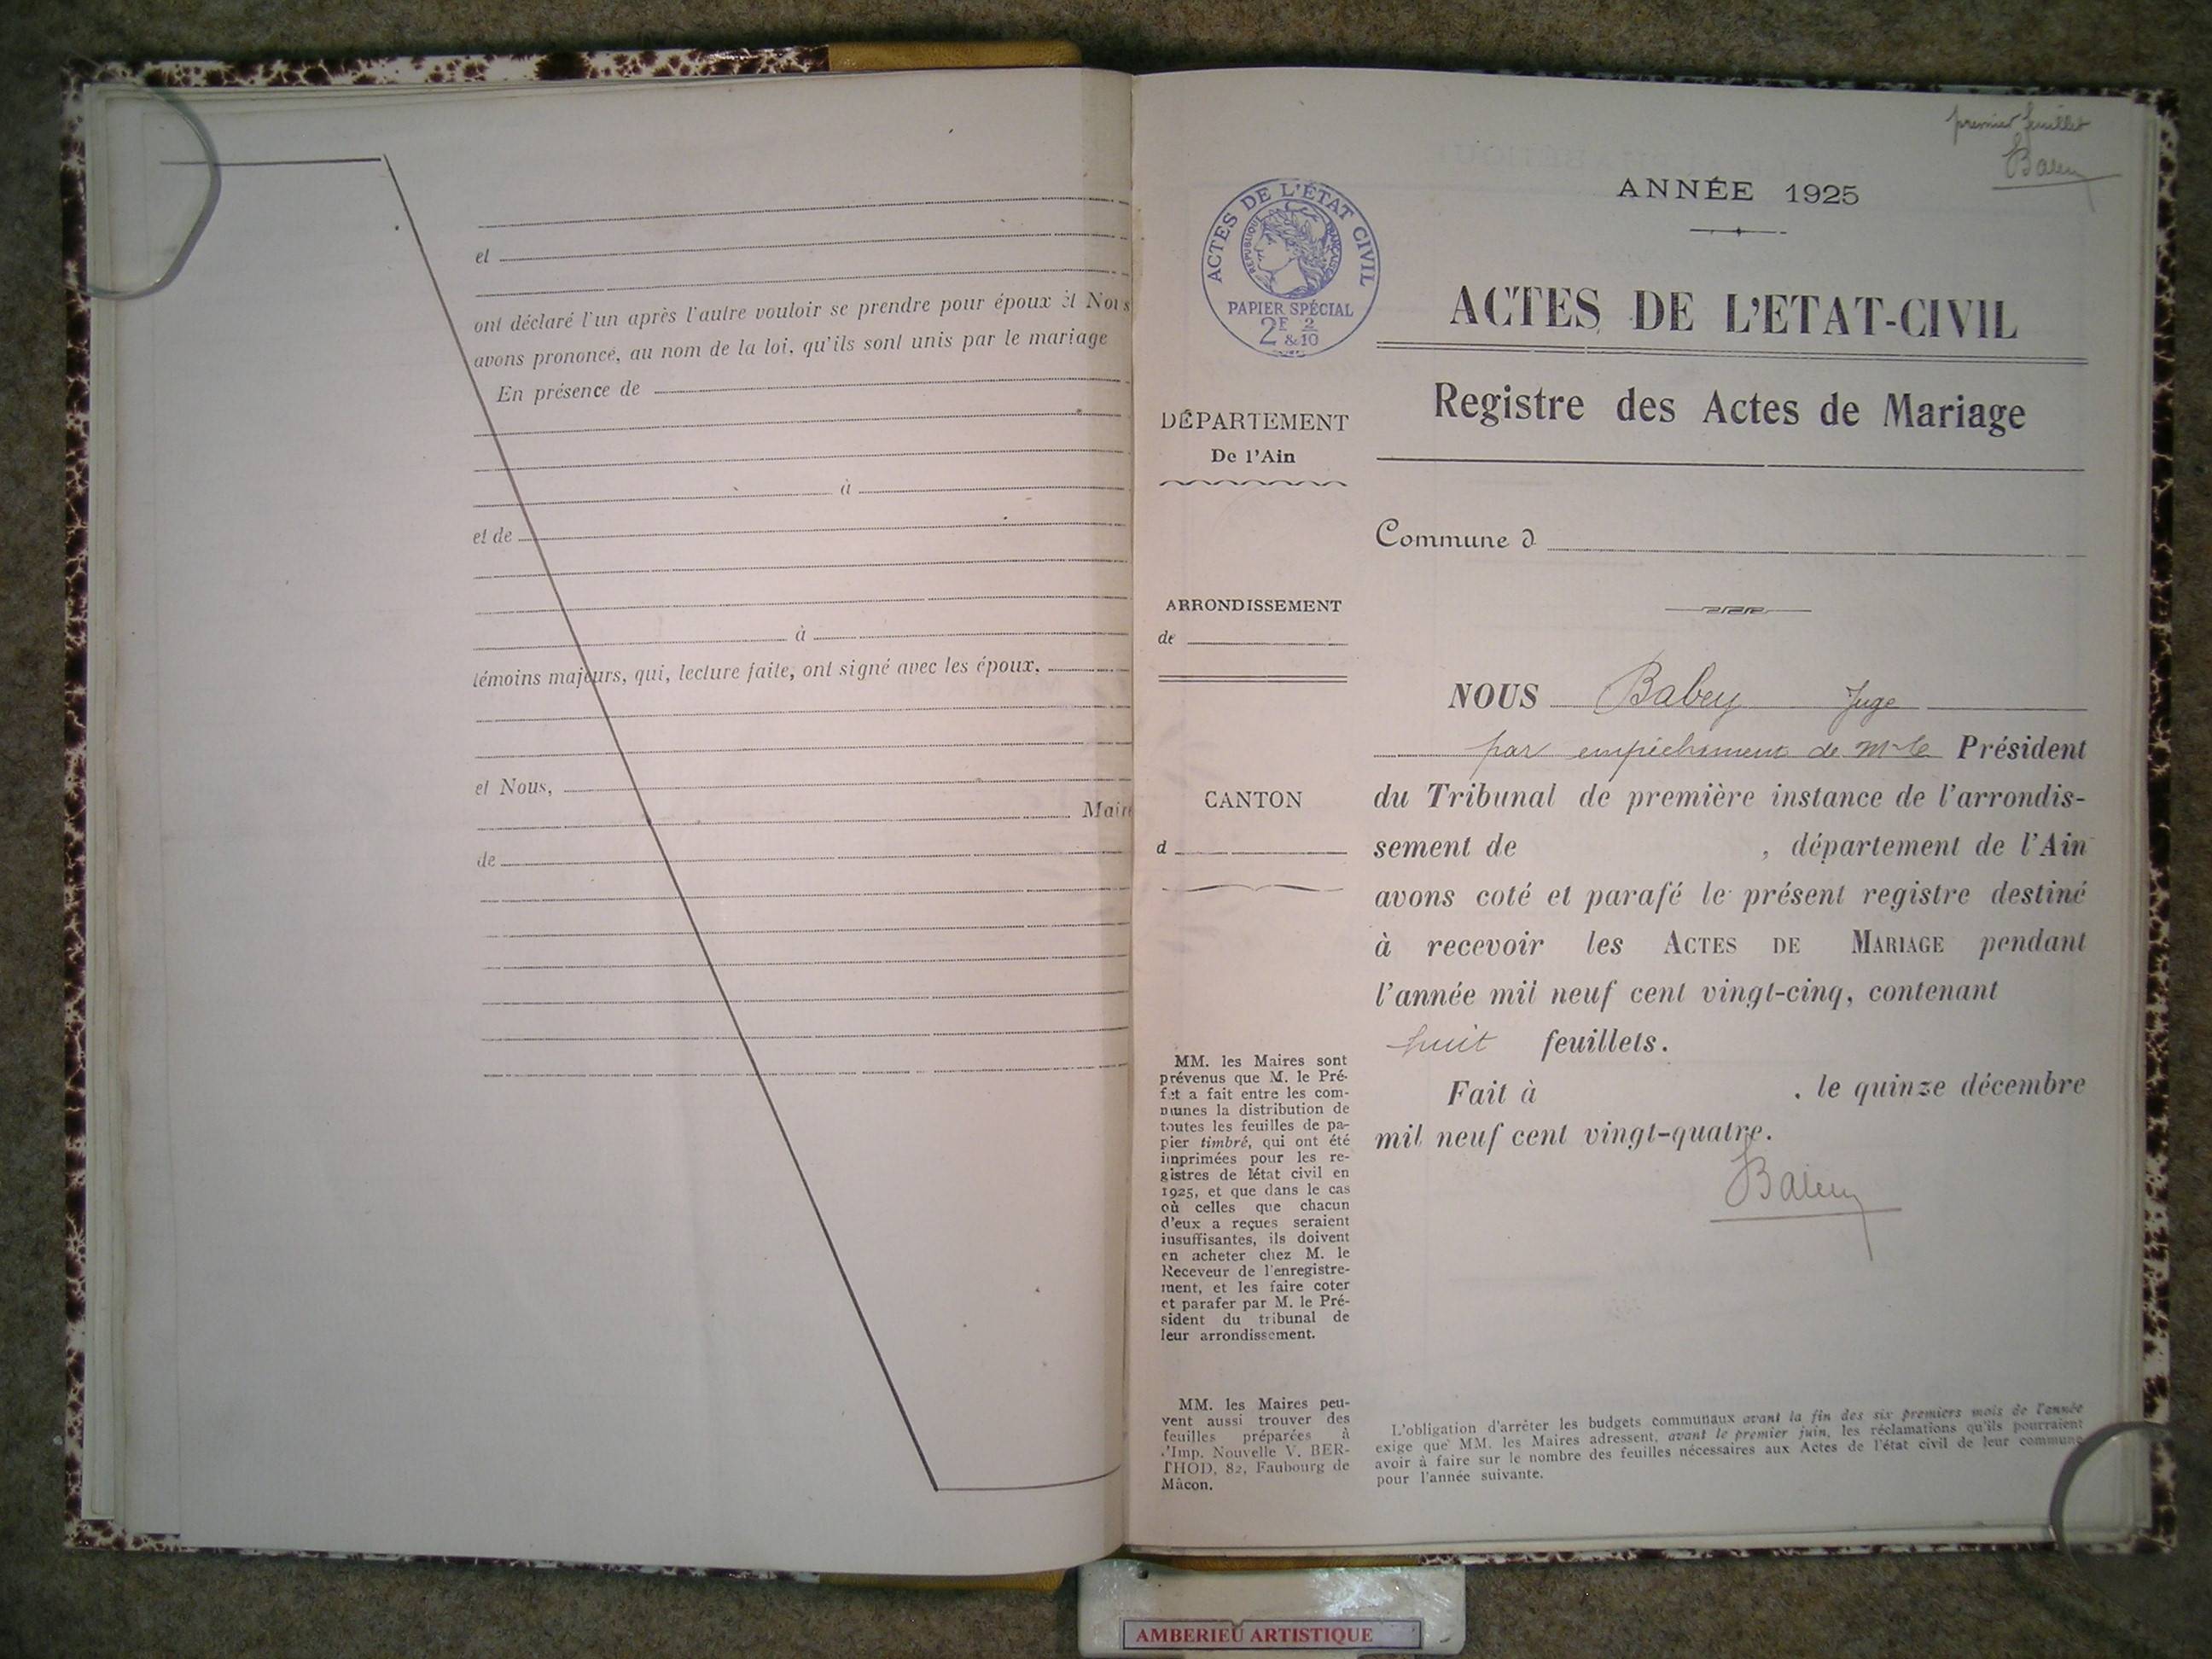 et
ont déclaré l'un après l'autre vouloir se prendre pour époux et Nous
avons prononcé, au nom de la loi, qu'ils sont unis par le mariage
En présence de
à
et de
à
témoins majeurs, qui, lecture faite, ont signé avec les époux,
et Nous,
Maire
de
premier feuillet
Babey
ANNÉE 1925
ACTES DE L'ÉTAT CIVIL
RÉPUBLIQUE FRANÇAISE
PAPIER SPÉCIAL
2E 2/10
&
ACTES DE L'ETAT-CIVIL
Registre des Actes de Mariage
DÉPARTEMENT
De l'Ain
Commune d
ARRONDISSEMENT
de
CANTON
d
NOUS Babey Juge
par empêchement de Mr le Président
du Tribunal de première instance de l'arrondis-
sement de , département de l'Ain
avons coté et parafé le présent registre destiné
à recevoir les ACTES DE MARIAGE pendant
l'année mil neuf cent vingt-cinq, contenant
huit feuillets.
Fait à , le quinze décembre
mil neuf cent vingt-quatre.
Babey
MM. les Maires sont
prévenus que M. le Pré-
fet a fait entre les com-
munes la distribution de
toutes les feuilles de pa-
pier timbré, qui ont été
imprimées pour les re-
gistres de létat civil en
1925, et que dans le cas
où celles que chacun
d'eux a reçues seraient
insuffisantes, ils doivent
en acheter chez M. le
Receveur de l'enregistre-
ment, et les faire coter
et parafer par M. le Pré-
sident du tribunal de
leur arrondissement.
MM. les Maires peu-
vent aussi trouver des
feuilles préparées à
l'Imp. Nouvelle V. BER-
THOD, 82, Faubourg de
Mâcon.
L'obligation d'arrêter les budgets communaux avant la fin des six premiers mois de l'année
exige que MM. les Maires adressent, avant le premier juin, les réclamations qu'ils pourraient
avoir à faire sur le nombre des feuilles nécessaires aux Actes de l'état civil de leur commune
pour l'année suivante.
AMBERIEU ARTISTIQUE